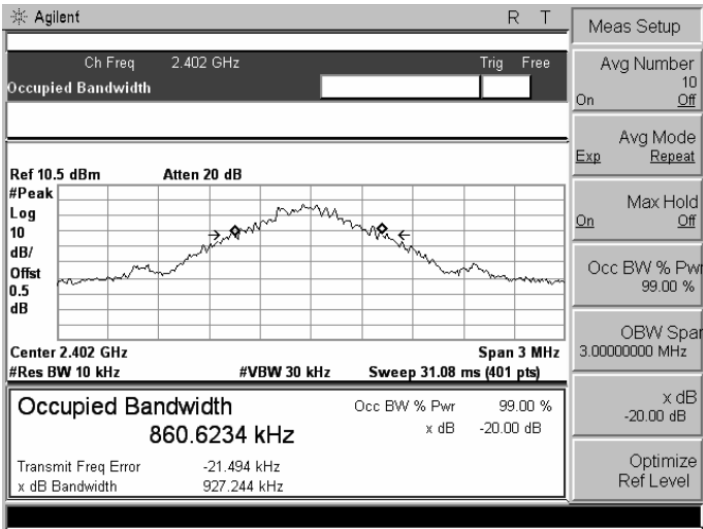 Agilent R T
Ch Freq 2.402 GHz Trig Free
Occupied Bandwidth
Ref 10.5 dBm Atten 20 dB
#Peak
Log
10
dB/
Offst
0.5
dB
Center 2.402 GHz Span 3 MHz
#Res BW 10 kHz #VBW 30 kHz Sweep 31.08 ms (401 pts)
Occupied Bandwidth
860.6234 kHz
Occ BW % Pwr 99.00 %
x dB -20.00 dB
Transmit Freq Error -21.494 kHz
x dB Bandwidth 927.244 kHz
Meas Setup
Avg Number
10
On Off
Avg Mode
Exp Repeat
Max Hold
On Off
Occ BW % Pwr
99.00 %
OBW Spar
3.00000000 MHz
x dB
-20.00 dB
Optimize
Ref Level